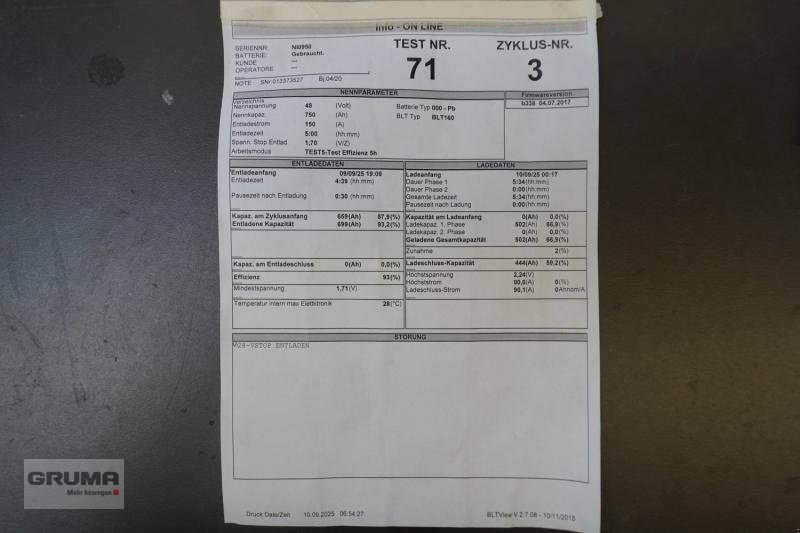 Info - ON LINE
SERIENNR. NI0950
BATTERIE: Gebraucht.
KUNDE ---
OPERATORE ---
NOTE SNr.013373527 Bj.04/20
TEST NR. ZYKLUS-NR.
71 3
NENNPARAMETER Firmwareversion
Verzeichnis b338 04.07.2017
Nennspannung 48 (Volt) Batterie Typ 000 - Pb
Nennkapaz. 750 (Ah) BLT Typ BLT160
Entladestrom 150 (A)
Entladezeit 5:00 (hh:mm)
Spann. Stop Entlad. 1,70 (V/Z)
Arbeitsmodus TEST5-Test Effizienz 5h
ENTLADEDATEN
Entladeanfang 09/09/25 19:09
Entladezeit 4:39 (hh:mm)
Pausezeit nach Entladung 0:30 (hh:mm)
Kapaz. am Zyklusanfang 659(Ah) 87,9(%)
Entladene Kapazität 699(Ah) 93,2(%)
Kapaz. am Entladeschluss 0(Ah) 0,0(%)
Effizienz 93(%)
Mindestspannung 1,71(V)
Temperatur intern max Elettktronik 28(°C)
LADEDATEN
Ladeanfang 10/09/25 00:17
Dauer Phase 1 5:34(hh:mm)
Dauer Phase 2 0:00(hh:mm)
Gesamte Ladezeit 5:34(hh:mm)
Pausezeit nach Ladung 0:00(hh:mm)
Kapazität am Ladeanfang 0(Ah) 0,0(%)
Ladekapaz. 1. Phase 502(Ah) 66,9(%)
Ladekapaz. 2. Phase 0(Ah) 0,0(%)
Geladene Gesamtkapazität 502(Ah) 66,9(%)
Zunahme 2(%)
Ladeschluss-Kapazität 444(Ah) 59,2(%)
Höchstspannung 2,24(V)
Höchststrom 90,6(A) 0(%)
Ladeschluss-Strom 90,1(A) 0Ahnom/A
STORUNG
V28-VSTOP ENTLADEN
Druck Date/Zeit 10.09.2025 06:54:27 BLTView V 2.7.08 - 10/11/2016
GRUMA
Mehr bewegen